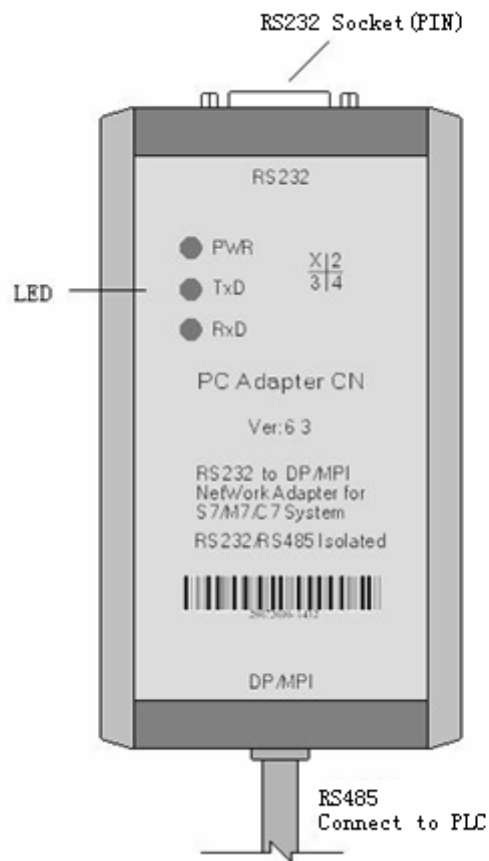 RS232 Socket(PIN)
RS232
PWR
X 2
LED
TxD
3 4
RxD
PC Adapter CN
Ver:6 3
RS232 to DP/MPI
NetWork Adapter for
S7/M7/C7 System
RS232/RS485 Isolated
DP/MPI
RS485
Connect to PLC